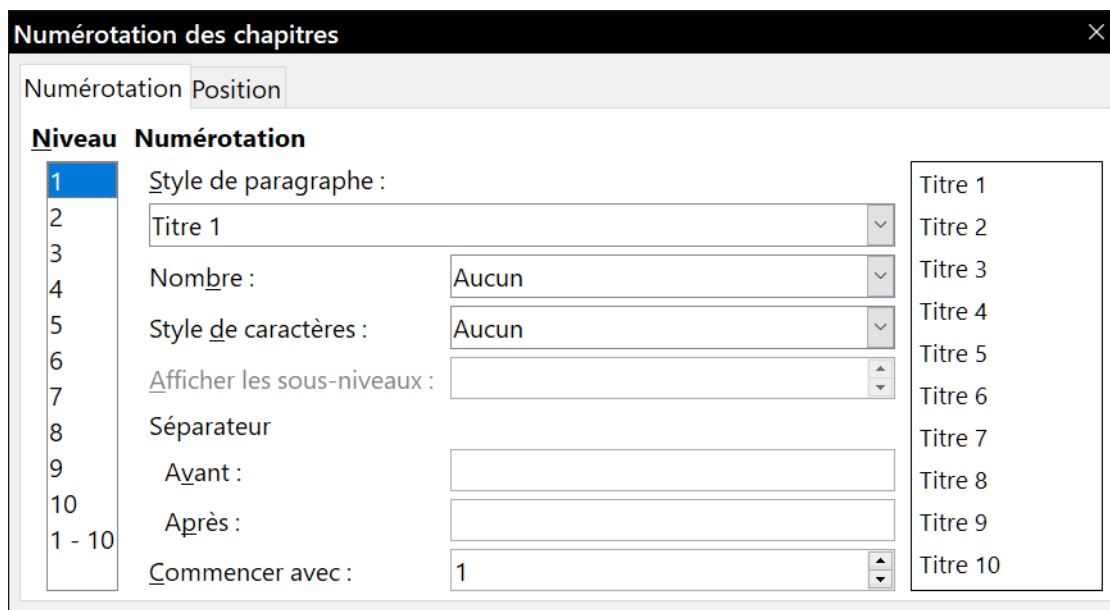 Numérotation des chapitres
Numérotation Position
Niveau Numérotation
1
2
3
4
5
6
7
8
9
10
1 - 10
Style de paragraphe :
Titre 1
Nombre : Aucun
Style de caractères : Aucun
Afficher les sous-niveaux :
Séparateur
Avant :
Après :
Commencer avec : 1
Titre 1
Titre 2
Titre 3
Titre 4
Titre 5
Titre 6
Titre 7
Titre 8
Titre 9
Titre 10